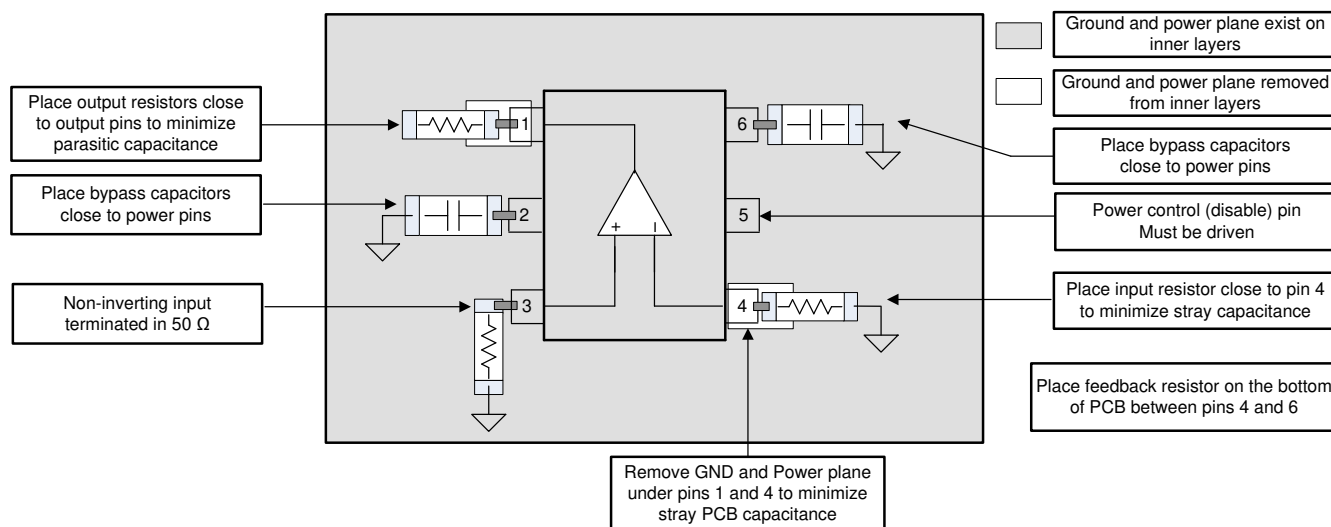 Ground and power plane exist on
inner layers
Ground and power plane removed
from inner layers
Place output resistors close
to output pins to minimize
parasitic capacitance
1
6
Place bypass capacitors
close to power pins
Place bypass capacitors
close to power pins
2
5
Power control (disable) pin
Must be driven
+
–
Non-inverting input
terminated in 50 Ω
3
4
Place input resistor close to pin 4
to minimize stray capacitance
Place feedback resistor on the bottom
of PCB between pins 4 and 6
Remove GND and Power plane
under pins 1 and 4 to minimize
stray PCB capacitance